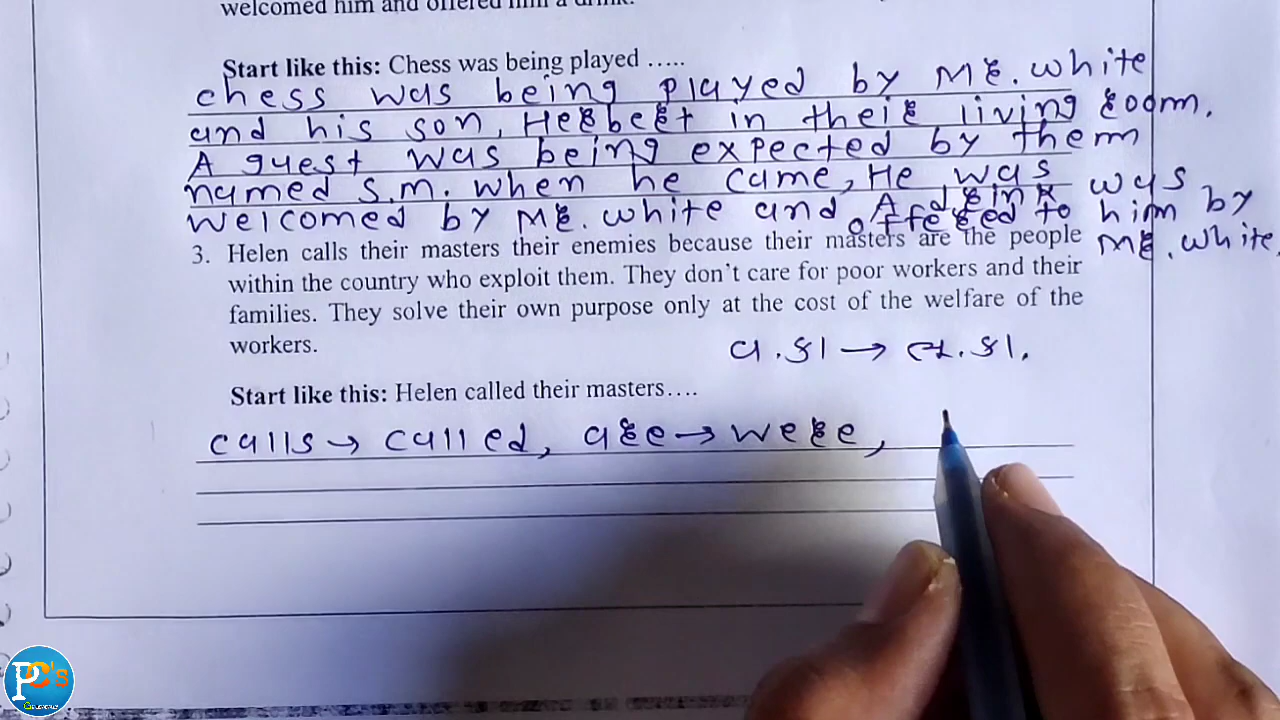 welcomed him and offered him a drink.
Start like this: Chess was being played …..
chess was being played by Mr. white
and his son, Herbert in their living room.
A guest was being expected by them
named S.M. when he came, He was
welcomed by Mr. white and A drink was
offered to him by
Mr. white.
3. Helen calls their masters their enemies because their masters are the people
within the country who exploit them. They don't care for poor workers and their
families. They solve their own purpose only at the cost of the welfare of the
workers.
Start like this: Helen called their masters….
calls → called, are → were,